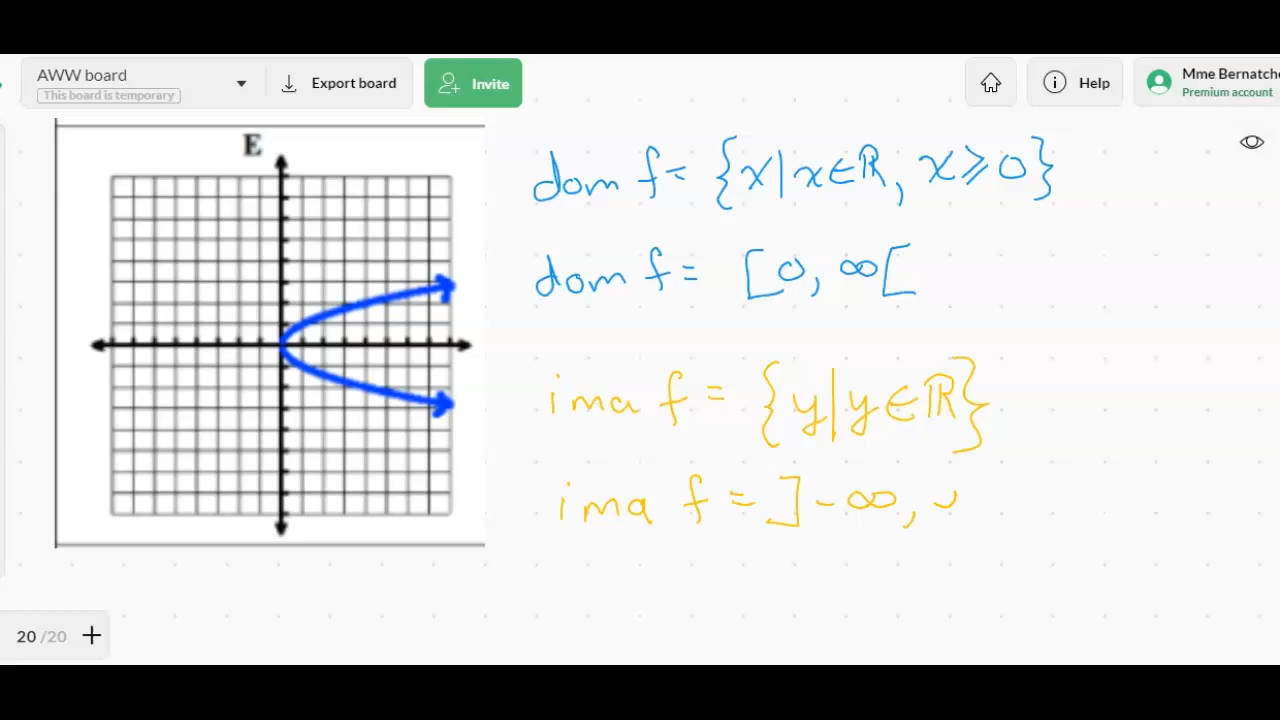 AWW board
This board is temporary
Export board
Invite
Help
Mme Bernatche
Premium account
E
dom f = {x|x∈ℝ, x⩾0}
dom f = [0, ∞[
ima f = {y|y∈ℝ}
ima f = ]-∞,
20/20 +